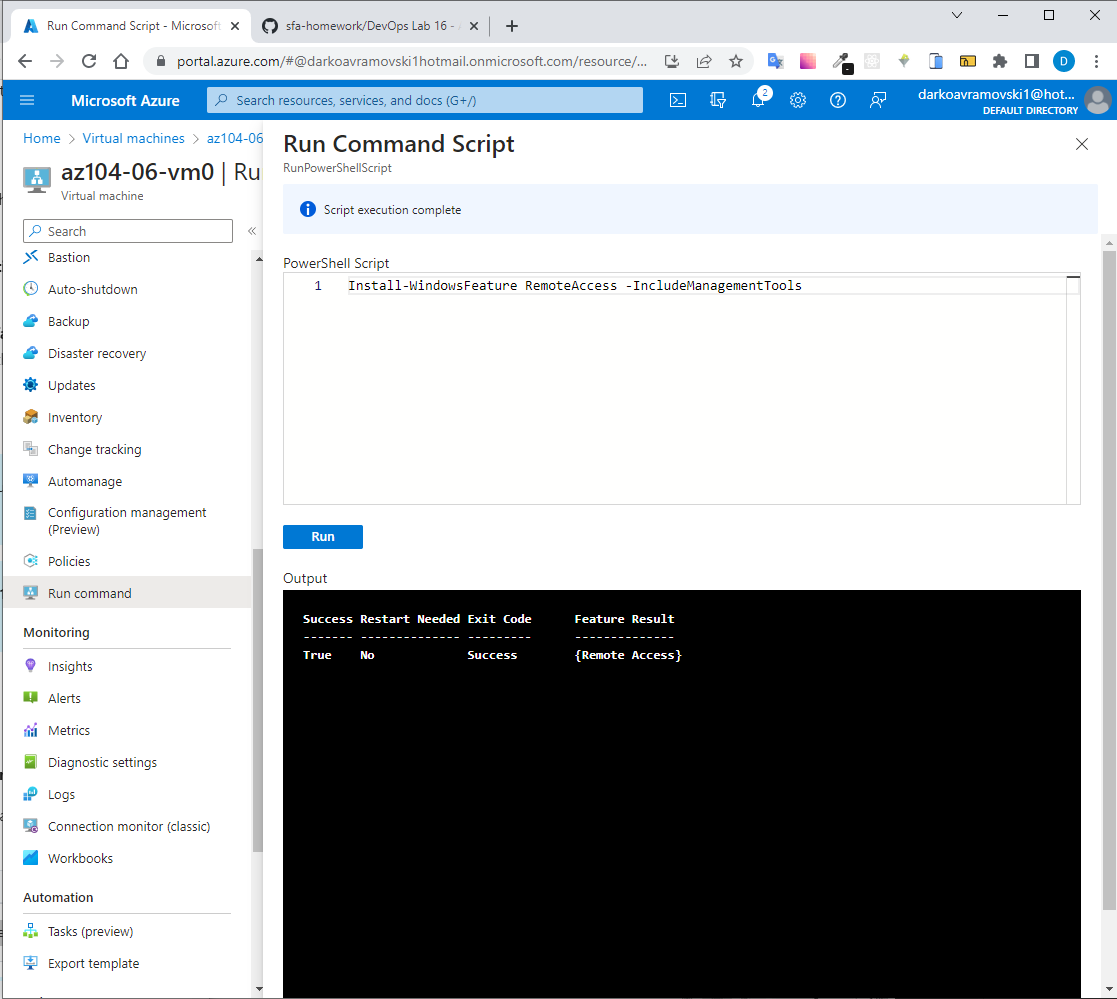 Run Command Script - Microsoft
sfa-homework/DevOps Lab 16 -
portal.azure.com/#@darkoavramovski1hotmail.onmicrosoft.com/resource/...
D
Microsoft Azure
Search resources, services, and docs (G+/)
2
darkoavramovski1@hot...
DEFAULT DIRECTORY
Home > Virtual machines > az104-06
az104-06-vm0 | Ru
Virtual machine
Search
«
Bastion
Auto-shutdown
Backup
Disaster recovery
Updates
Inventory
Change tracking
Automanage
Configuration management
(Preview)
Policies
Run command
Monitoring
Insights
Alerts
Metrics
Diagnostic settings
Logs
Connection monitor (classic)
Workbooks
Automation
Tasks (preview)
Export template
Run Command Script
RunPowerShellScript
Script execution complete
PowerShell Script
1 Install-WindowsFeature RemoteAccess -IncludeManagementTools
Run
Output
Success Restart Needed Exit Code Feature Result
------- -------------- --------- --------------
True No Success {Remote Access}